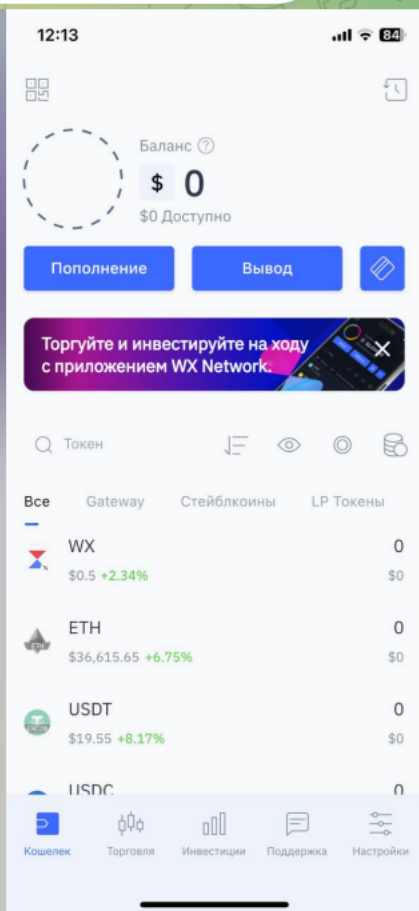 12:13
84
Баланс ?
$ 0
$0 Доступно
Пополнение
Вывод
Торгуйте и инвестируйте на ходу
с приложением WX Network.
Токен
Все Gateway Стейблкоины LP Токены
WX 0
$0.5 +2.34% $0
ETH
ETH 0
$36,615.65 +6.75% $0
USDT 0
$19.55 +8.17% $0
USDC 0
Кошелек Торговля Инвестиции Поддержка Настройки